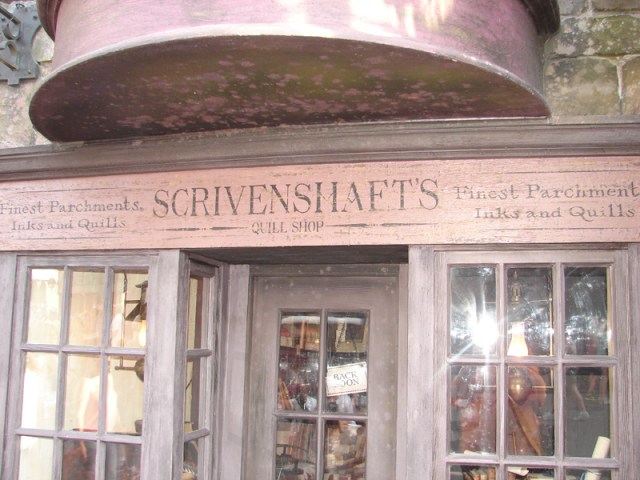 Finest Parchments,
Inks and Quills
SCRIVENSHAFT'S
QUILL SHOP
Finest Parchment
Inks and Quills
BACK
SOON